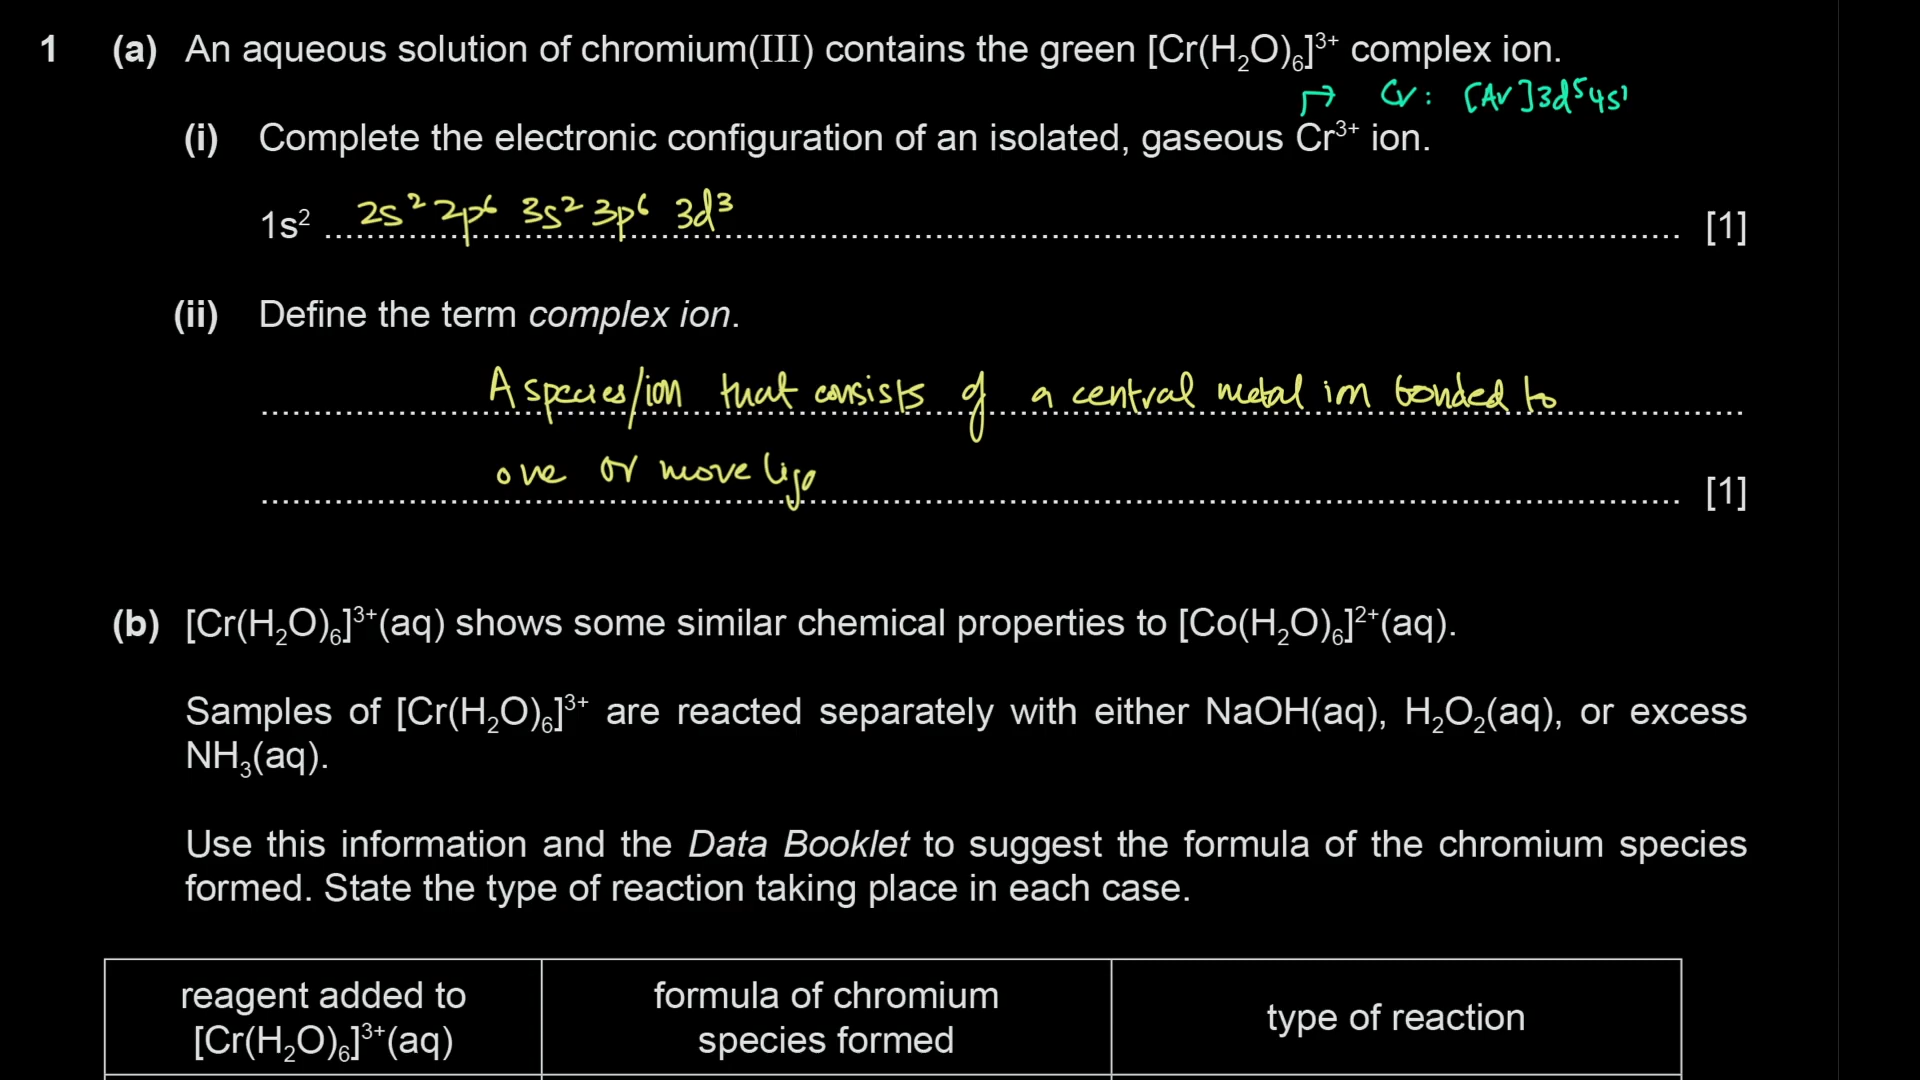 1 (a) An aqueous solution of chromium(III) contains the green [Cr(H₂O)₆]³⁺ complex ion.
↱ Cr: [Ar]3d⁵4s¹
(i) Complete the electronic configuration of an isolated, gaseous Cr³⁺ ion.
1s² 2s² 2p⁶ 3s² 3p⁶ 3d³ [1]
(ii) Define the term complex ion.
A species/ion that consists of a central metal ion bonded to
one or more liga [1]
(b) [Cr(H₂O)₆]³⁺(aq) shows some similar chemical properties to [Co(H₂O)₆]²⁺(aq).
Samples of [Cr(H₂O)₆]³⁺ are reacted separately with either NaOH(aq), H₂O₂(aq), or excess
NH₃(aq).
Use this information and the Data Booklet to suggest the formula of the chromium species
formed. State the type of reaction taking place in each case.
reagent added to
[Cr(H₂O)₆]³⁺(aq)
formula of chromium
species formed
type of reaction